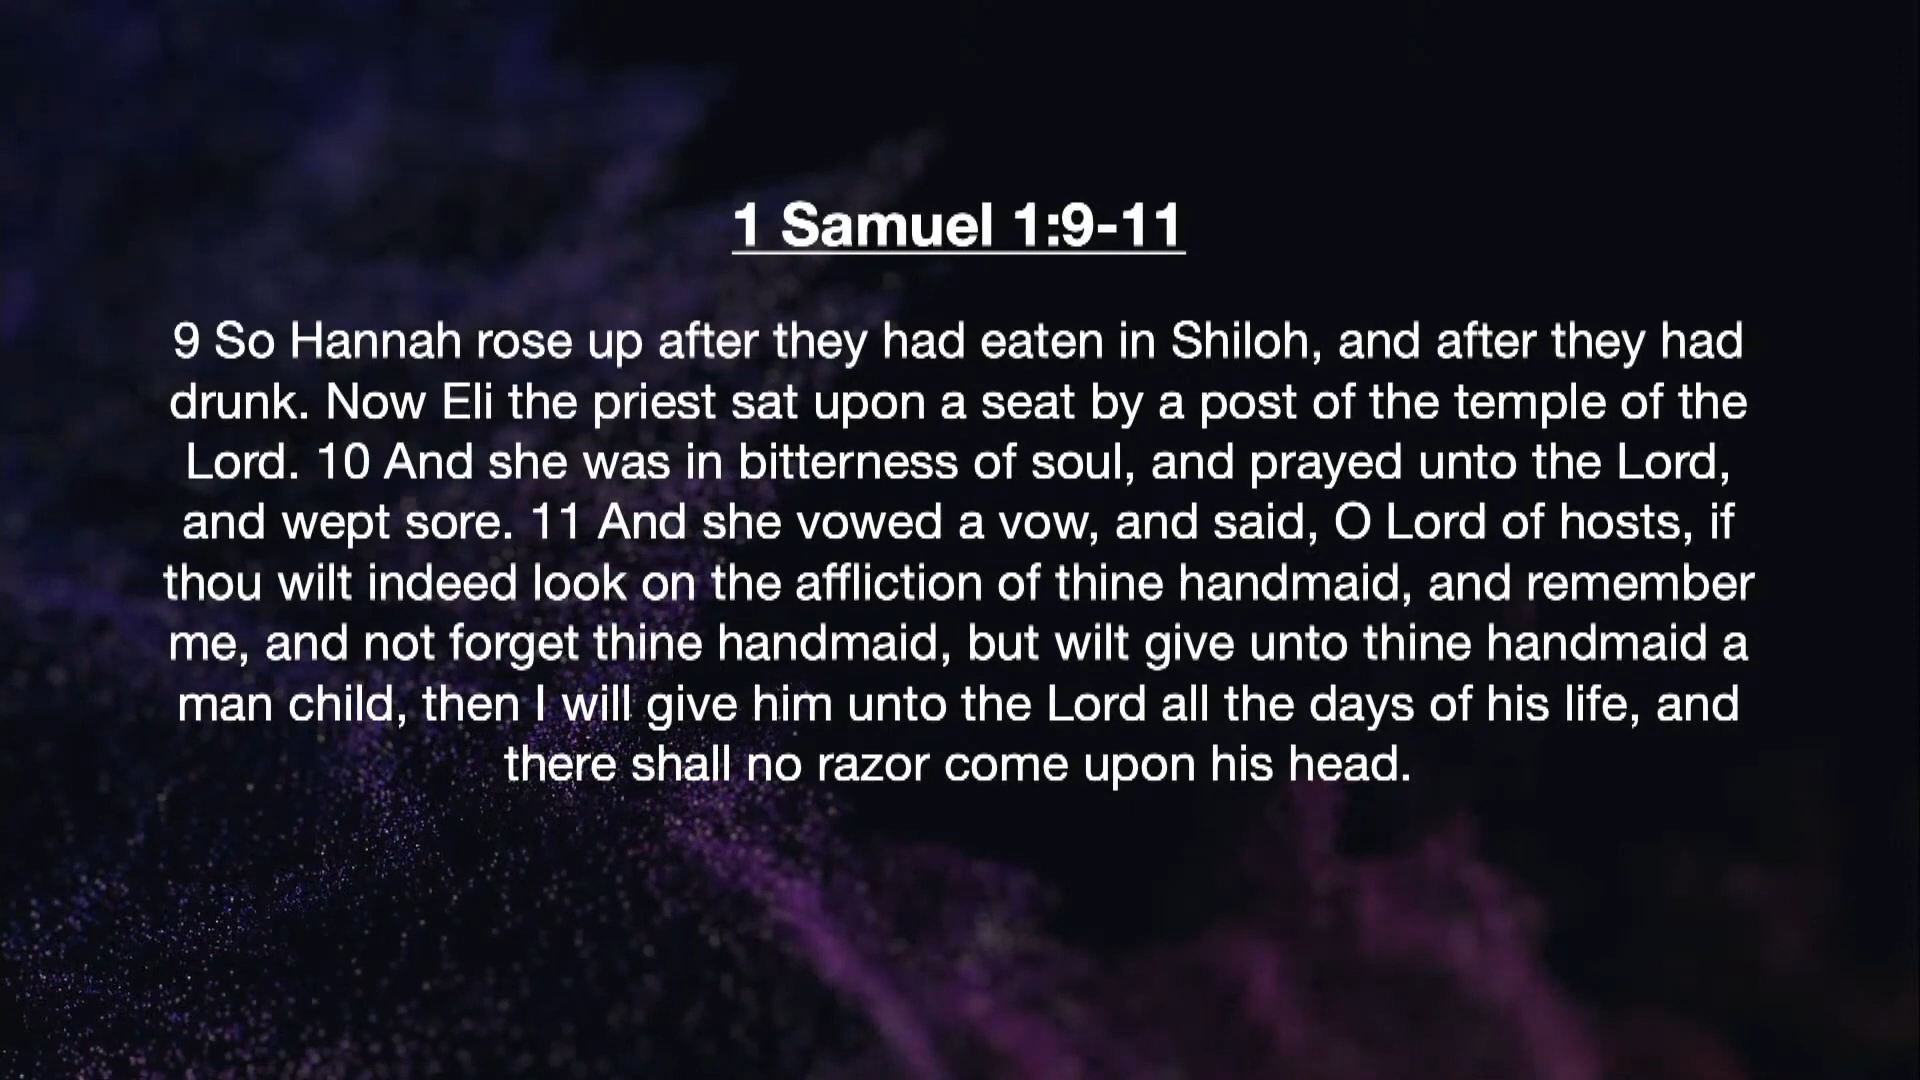 1 Samuel 1:9-11
9 So Hannah rose up after they had eaten in Shiloh, and after they had
drunk. Now Eli the priest sat upon a seat by a post of the temple of the
Lord. 10 And she was in bitterness of soul, and prayed unto the Lord,
and wept sore. 11 And she vowed a vow, and said, O Lord of hosts, if
thou wilt indeed look on the affliction of thine handmaid, and remember
me, and not forget thine handmaid, but wilt give unto thine handmaid a
man child, then I will give him unto the Lord all the days of his life, and
there shall no razor come upon his head.